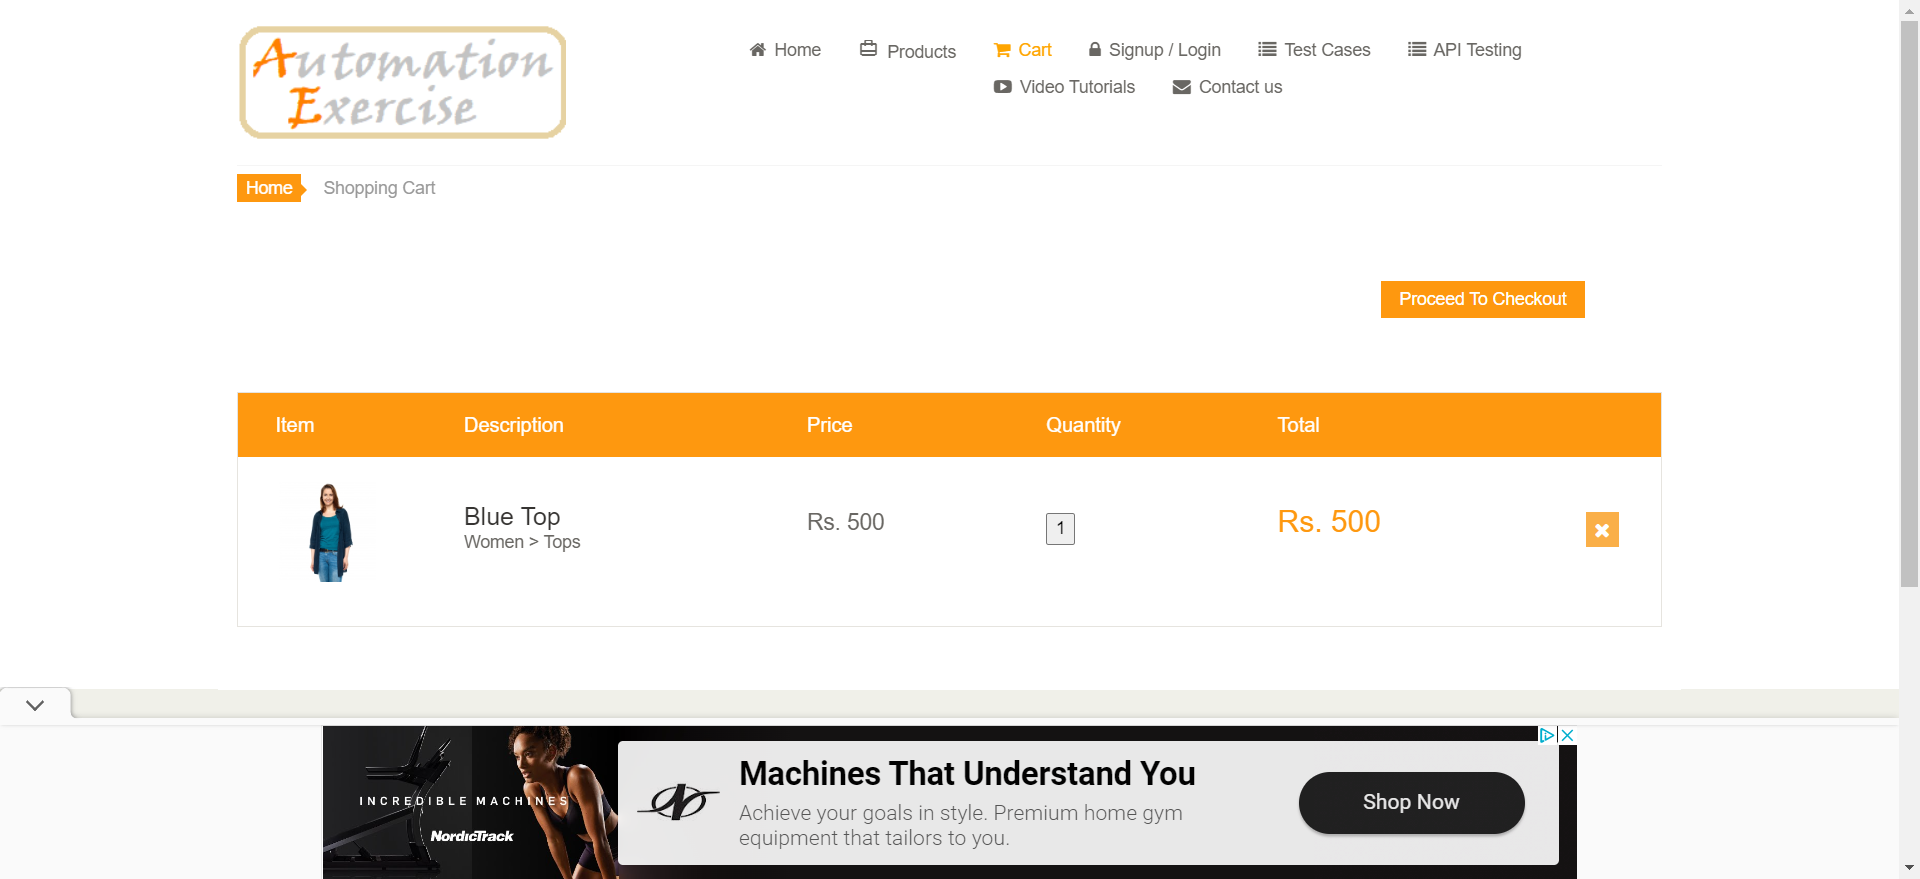 Automation
Exercise
Home
Products
Cart
Signup / Login
Test Cases
API Testing
Video Tutorials
Contact us
Home
Shopping Cart
Proceed To Checkout
Item Description Price Quantity Total
Blue Top
Women > Tops
Rs. 500
1
Rs. 500
INCREDIBLE MACHINES
NordicTrack
Machines That Understand You
Achieve your goals in style. Premium home gym
equipment that tailors to you.
Shop Now